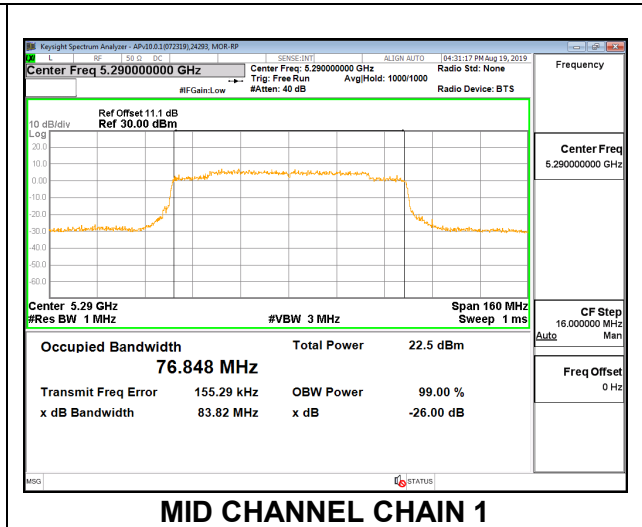 Keysight Spectrum Analyzer - APv10.0.1(072319),24293, MOR-RP
L RF 50 Ω DC SENSE:INT ALIGN AUTO 04:31:17 PM Aug 19, 2019
Center Freq 5.290000000 GHz
Center Freq: 5.290000000 GHz
Radio Std: None
Trig: Free Run Avg|Hold: 1000/1000
#IFGain:Low
#Atten: 40 dB
Radio Device: BTS
Frequency
Ref Offset 11.1 dB
10 dB/div Ref 30.00 dBm
Log
20.0
10.0
0.00
-10.0
-20.0
-30.0
-40.0
-50.0
-60.0
Center Freq
5.290000000 GHz
Center 5.29 GHz Span 160 MHz
#Res BW 1 MHz #VBW 3 MHz Sweep 1 ms
CF Step
16.000000 MHz
Auto Man
Occupied Bandwidth Total Power 22.5 dBm
76.848 MHz
Transmit Freq Error 155.29 kHz OBW Power 99.00 %
x dB Bandwidth 83.82 MHz x dB -26.00 dB
Freq Offset
0 Hz
MSG STATUS
MID CHANNEL CHAIN 1